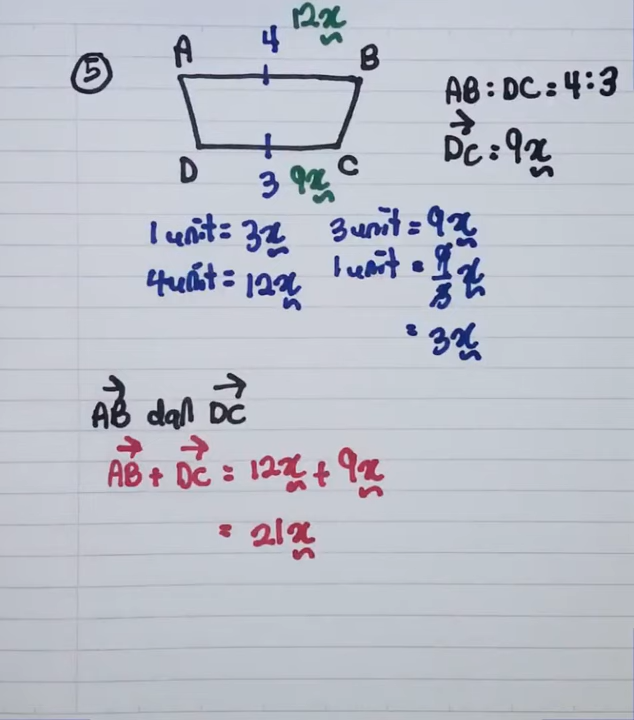 12x
4
5 A B
AB : DC = 4:3
DC = 9x
D C
3 9x
1 unit = 3x 3 unit = 9x
4 unit = 12x 1 unit = 9/3 x
= 3x
AB dan DC
AB + DC = 12x + 9x
= 21x